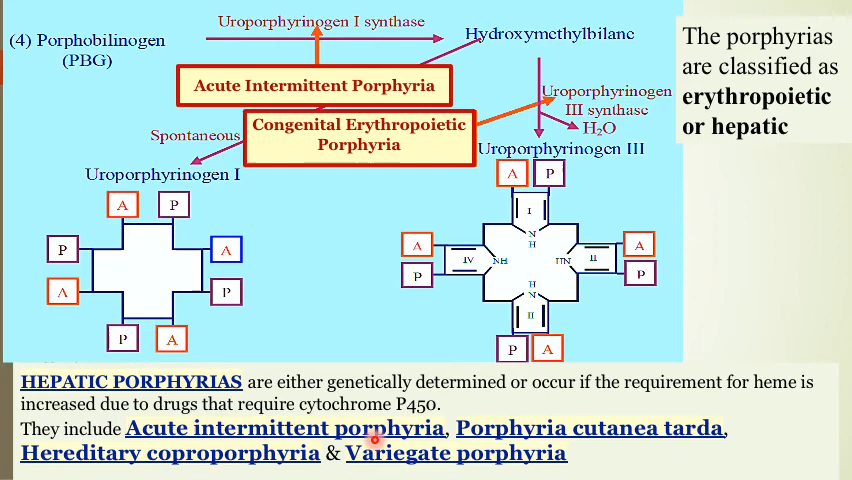 Uroporphyrinogen I synthase
(4) Porphobilinogen
(PBG)
Hydroxymethylbilane
Acute Intermittent Porphyria
Uroporphyrinogen
III synthase
H₂O
Congenital Erythropoietic
Porphyria
Spontaneous
Uroporphyrinogen I
Uroporphyrinogen III
The porphyrias
are classified as
erythropoietic
or hepatic
A P
P A
A P
P A
A P
I
N
H
A IV NH HN II A
P P
H
N
II
P A
HEPATIC PORPHYRIAS are either genetically determined or occur if the requirement for heme is
increased due to drugs that require cytochrome P450.
They include Acute intermittent porphyria, Porphyria cutanea tarda,
Hereditary coproporphyria & Variegate porphyria